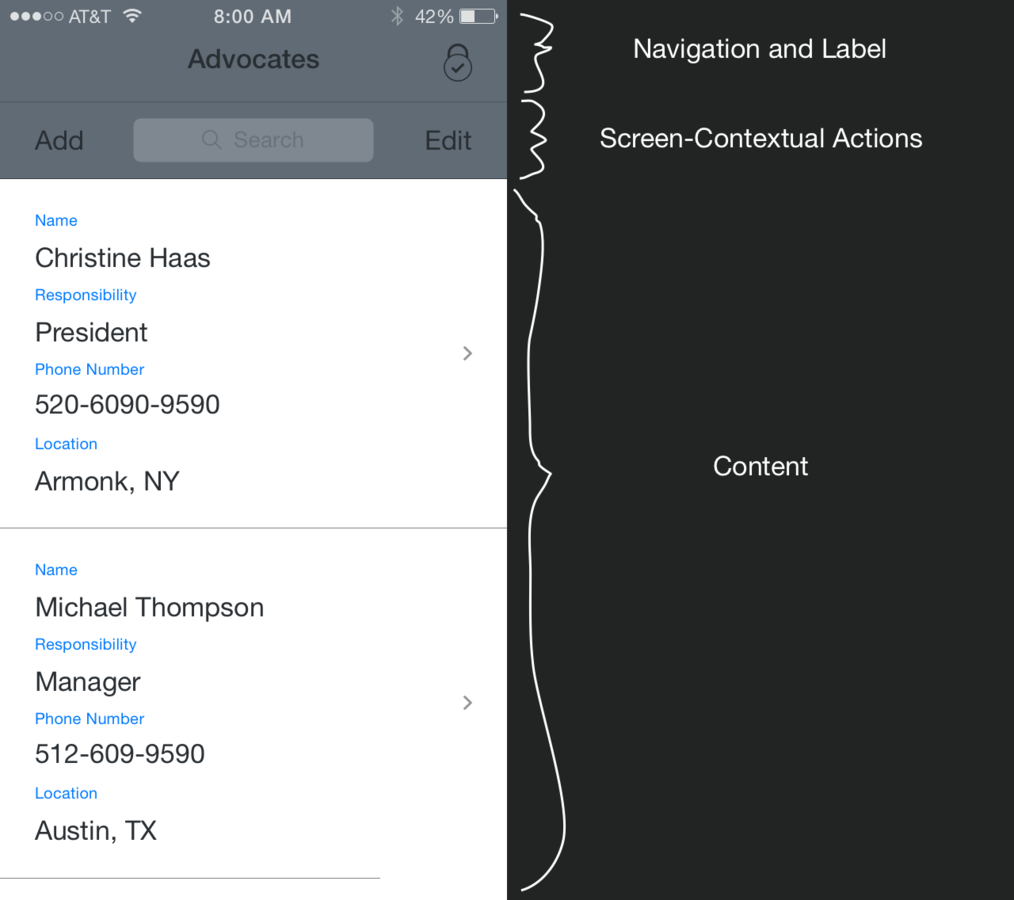 AT&T 8:00 AM 42%
Advocates
Add Search Edit
Name
Christine Haas
Responsibility
President
Phone Number
520-6090-9590
Location
Armonk, NY
Name
Michael Thompson
Responsibility
Manager
Phone Number
512-609-9590
Location
Austin, TX
Navigation and Label
Screen-Contextual Actions
Content